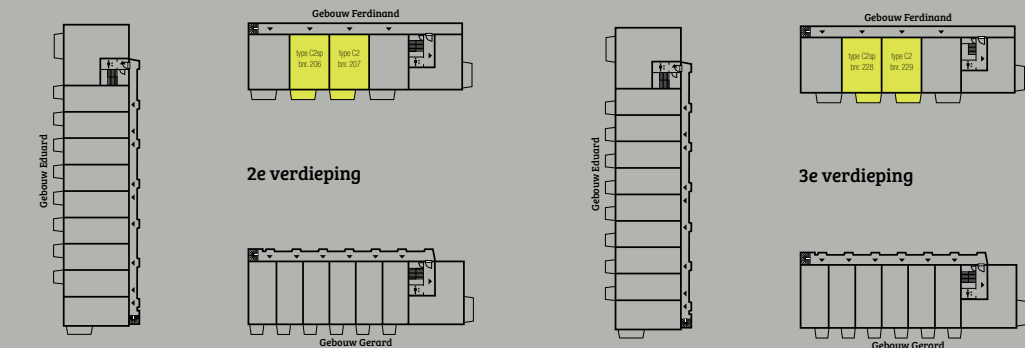 Gebouw Ferdinand
type C2sp
bnr. 206
type C2
bnr. 207
Gebouw Eduard
2e verdieping
Gebouw Gerard
Gebouw Ferdinand
type C2sp
bnr. 228
type C2
bnr. 229
Gebouw Eduard
3e verdieping
Gebouw Gerard